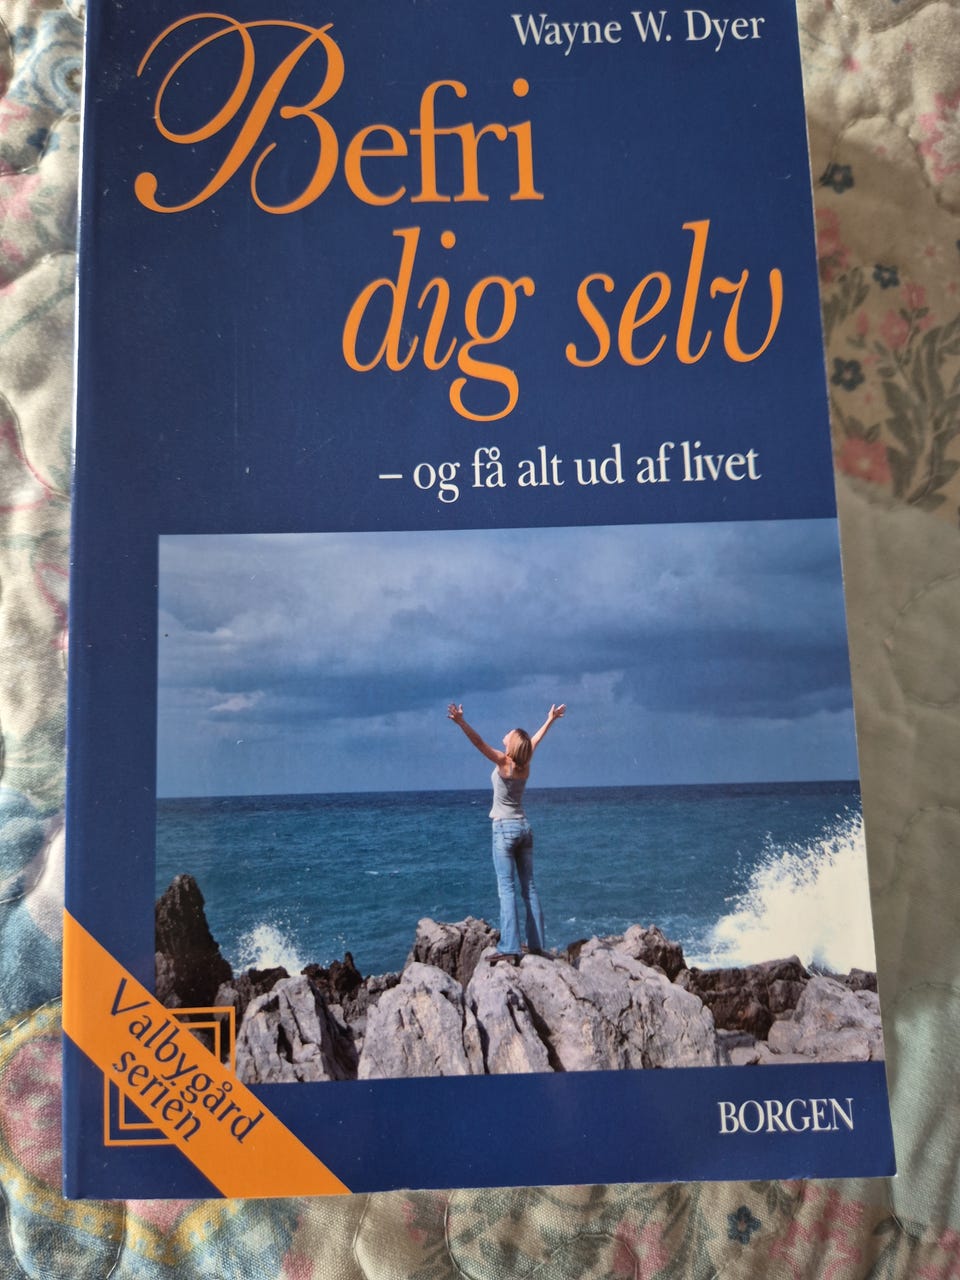 Wayne W. Dyer
Befri
dig selv
– og få alt ud af livet
Valbygård
serien
BORGEN